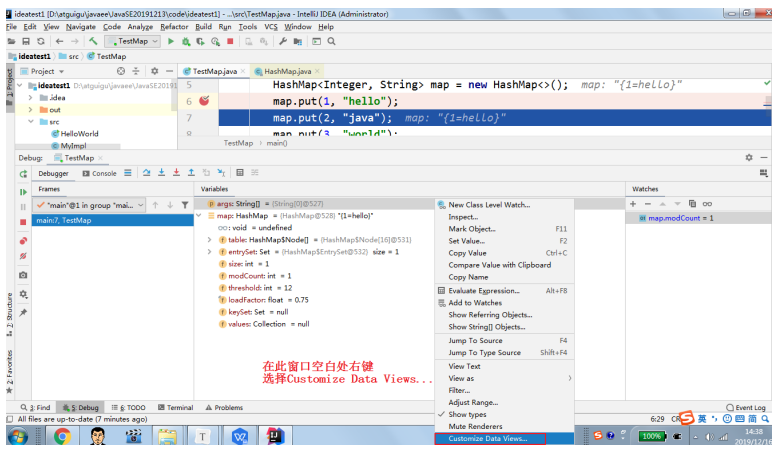 ideatest1 [D:\atguigu\javaee\JavaSE20191213\code\ideatest1] - ...\src\TestMap.java - IntelliJ IDEA (Administrator)
File Edit View Navigate Code Analyze Refactor Build Run Tools VCS Window Help
TestMap
ideatest1 src TestMap
Project
TestMap.java HashMap.java
1: Project
ideatest1 D:\atguigu\javaee\JavaSE20191
.idea
out
src
HelloWorld
MyImpl
5 HashMap<Integer, String> map = new HashMap<>(); map: "{1=hello}"
6 map.put(1, "hello");
7 map.put(2, "java"); map: "{1=hello}"
8 map.put(3, "world");
TestMap > main()
Debug: TestMap
Debugger Console
Frames
"main"@1 in group "mai...
main:7, TestMap
Variables
args: String[] = {String[0]@527}
map: HashMap = {HashMap@528} "{1=hello}"
oo: void = undefined
table: HashMap$Node[] = {HashMap$Node[16]@531}
entrySet: Set = {HashMap$EntrySet@532} size = 1
size: int = 1
modCount: int = 1
threshold: int = 12
loadFactor: float = 0.75
keySet: Set = null
values: Collection = null
在此窗口空白处右键
选择Customize Data Views...
New Class Level Watch...
Inspect...
Mark Object... F11
Set Value... F2
Copy Value Ctrl+C
Compare Value with Clipboard
Copy Name
Evaluate Expression... Alt+F8
Add to Watches
Show Referring Objects...
Show String[] Objects...
Jump To Source F4
Jump To Type Source Shift+F4
View Text
View as
Filter...
Adjust Range...
Show types
Mute Renderers
Customize Data Views...
Watches
map.modCount = 1
Z: Structure
2: Favorites
3: Find 5: Debug 6: TODO Terminal Problems
Event Log
All files are up-to-date (7 minutes ago)
6:29 英 简
100%
14:38
2019/12/16